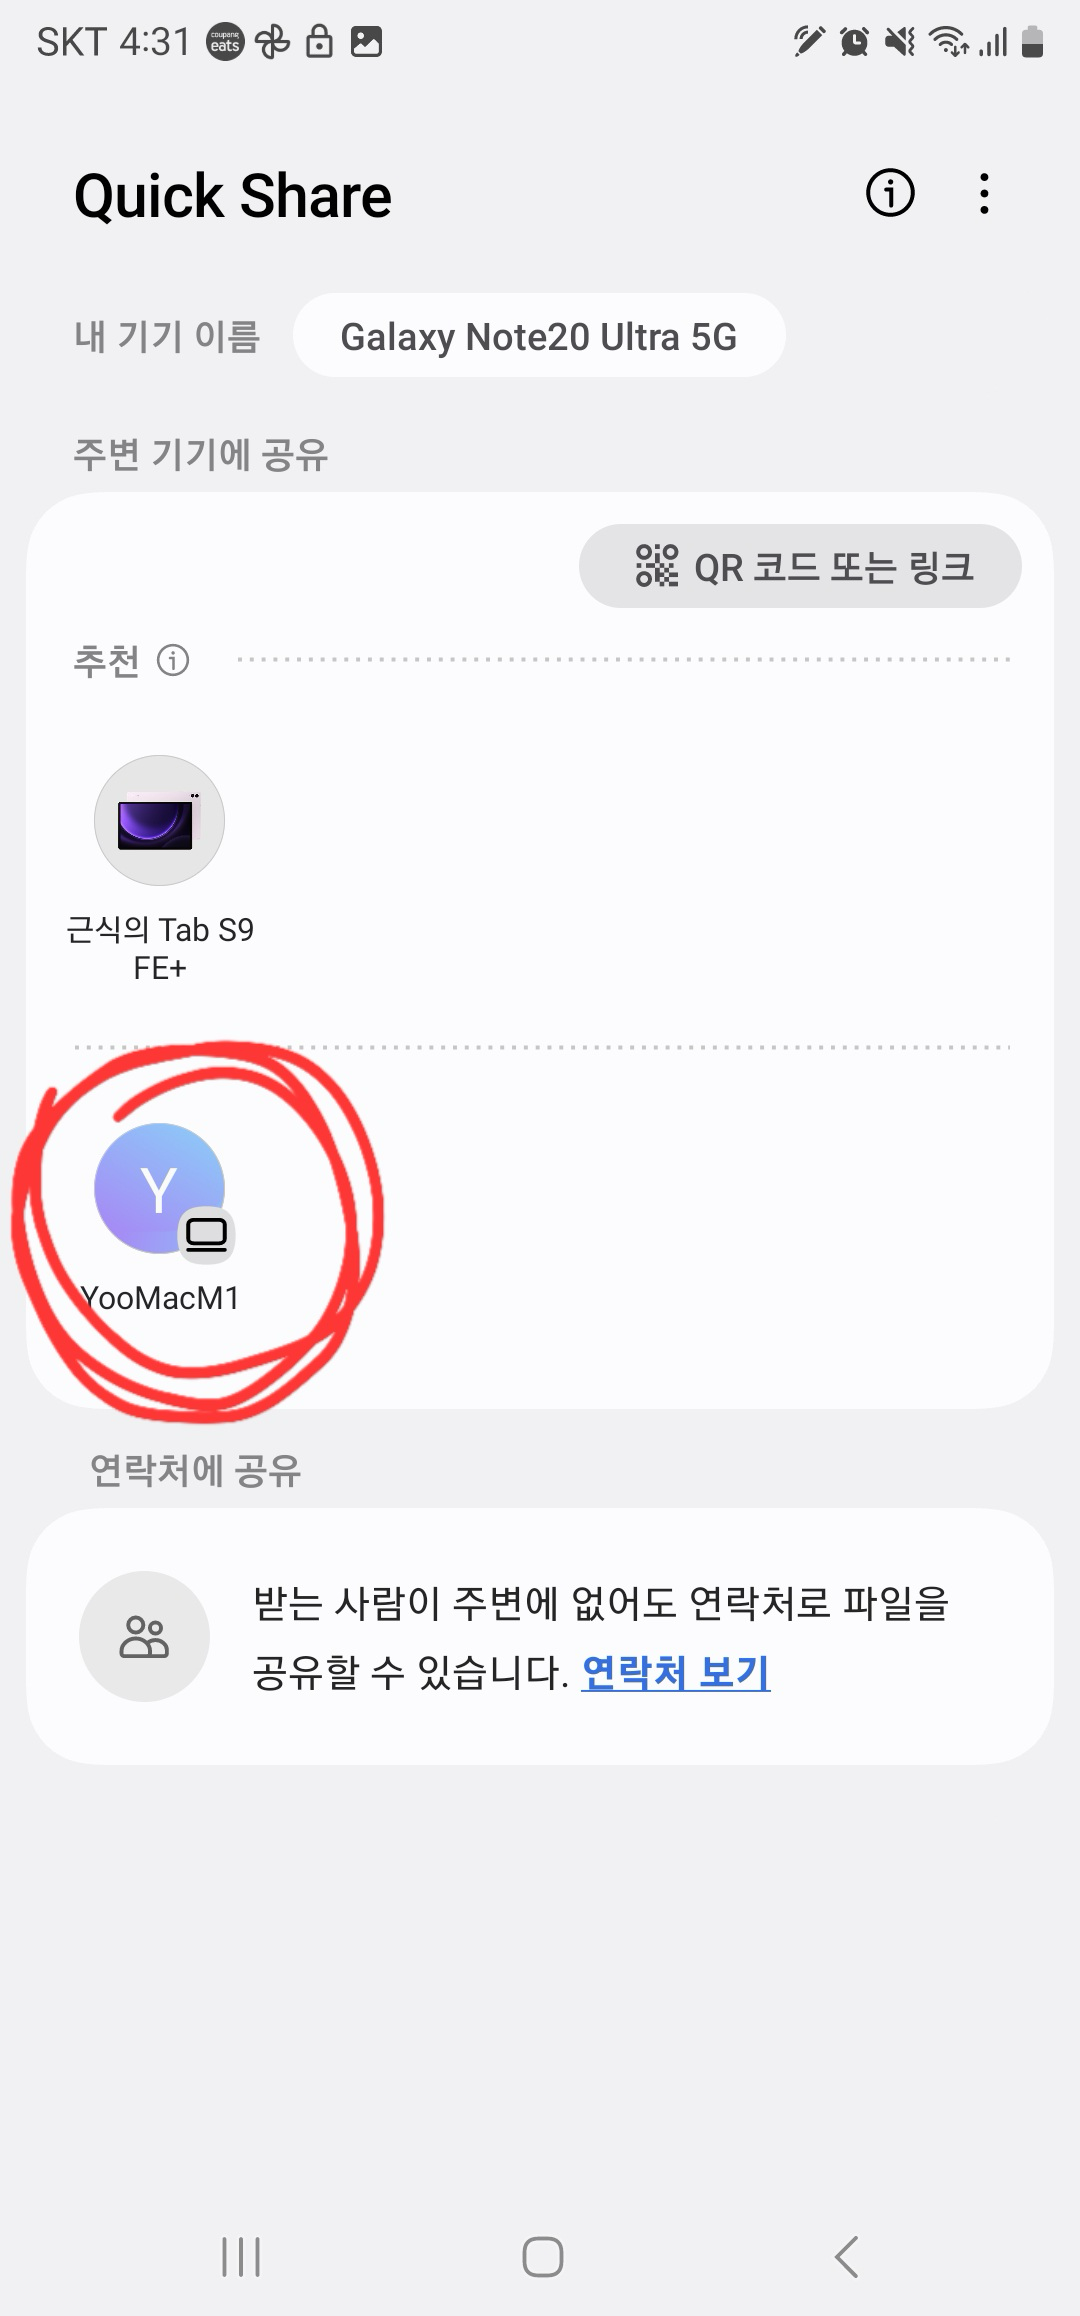 SKT 4:31 coupang eats
Quick Share
내 기기 이름 Galaxy Note20 Ultra 5G
주변 기기에 공유
QR 코드 또는 링크
추천
근식의 Tab S9
FE+
Y
YooMacM1
연락처에 공유
받는 사람이 주변에 없어도 연락처로 파일을
공유할 수 있습니다. 연락처 보기